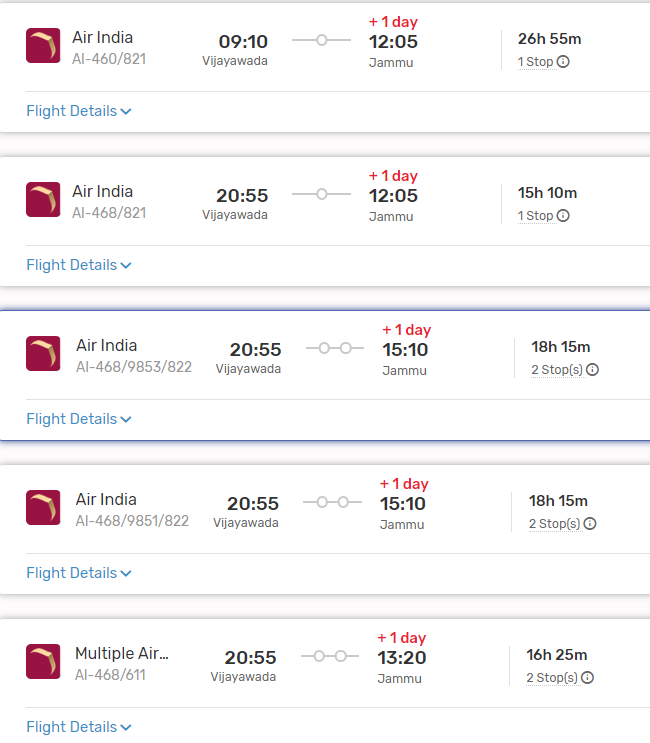 + 1 day
Air India 09:10 12:05 26h 55m
AI-460/821 Vijayawada Jammu 1 Stop
Flight Details
+ 1 day
Air India 20:55 12:05 15h 10m
AI-468/821 Vijayawada Jammu 1 Stop
Flight Details
+ 1 day
Air India 20:55 15:10 18h 15m
AI-468/9853/822 Vijayawada Jammu 2 Stop(s)
Flight Details
+ 1 day
Air India 20:55 15:10 18h 15m
AI-468/9851/822 Vijayawada Jammu 2 Stop(s)
Flight Details
+ 1 day
Multiple Air... 20:55 13:20 16h 25m
AI-468/611 Vijayawada Jammu 2 Stop(s)
Flight Details